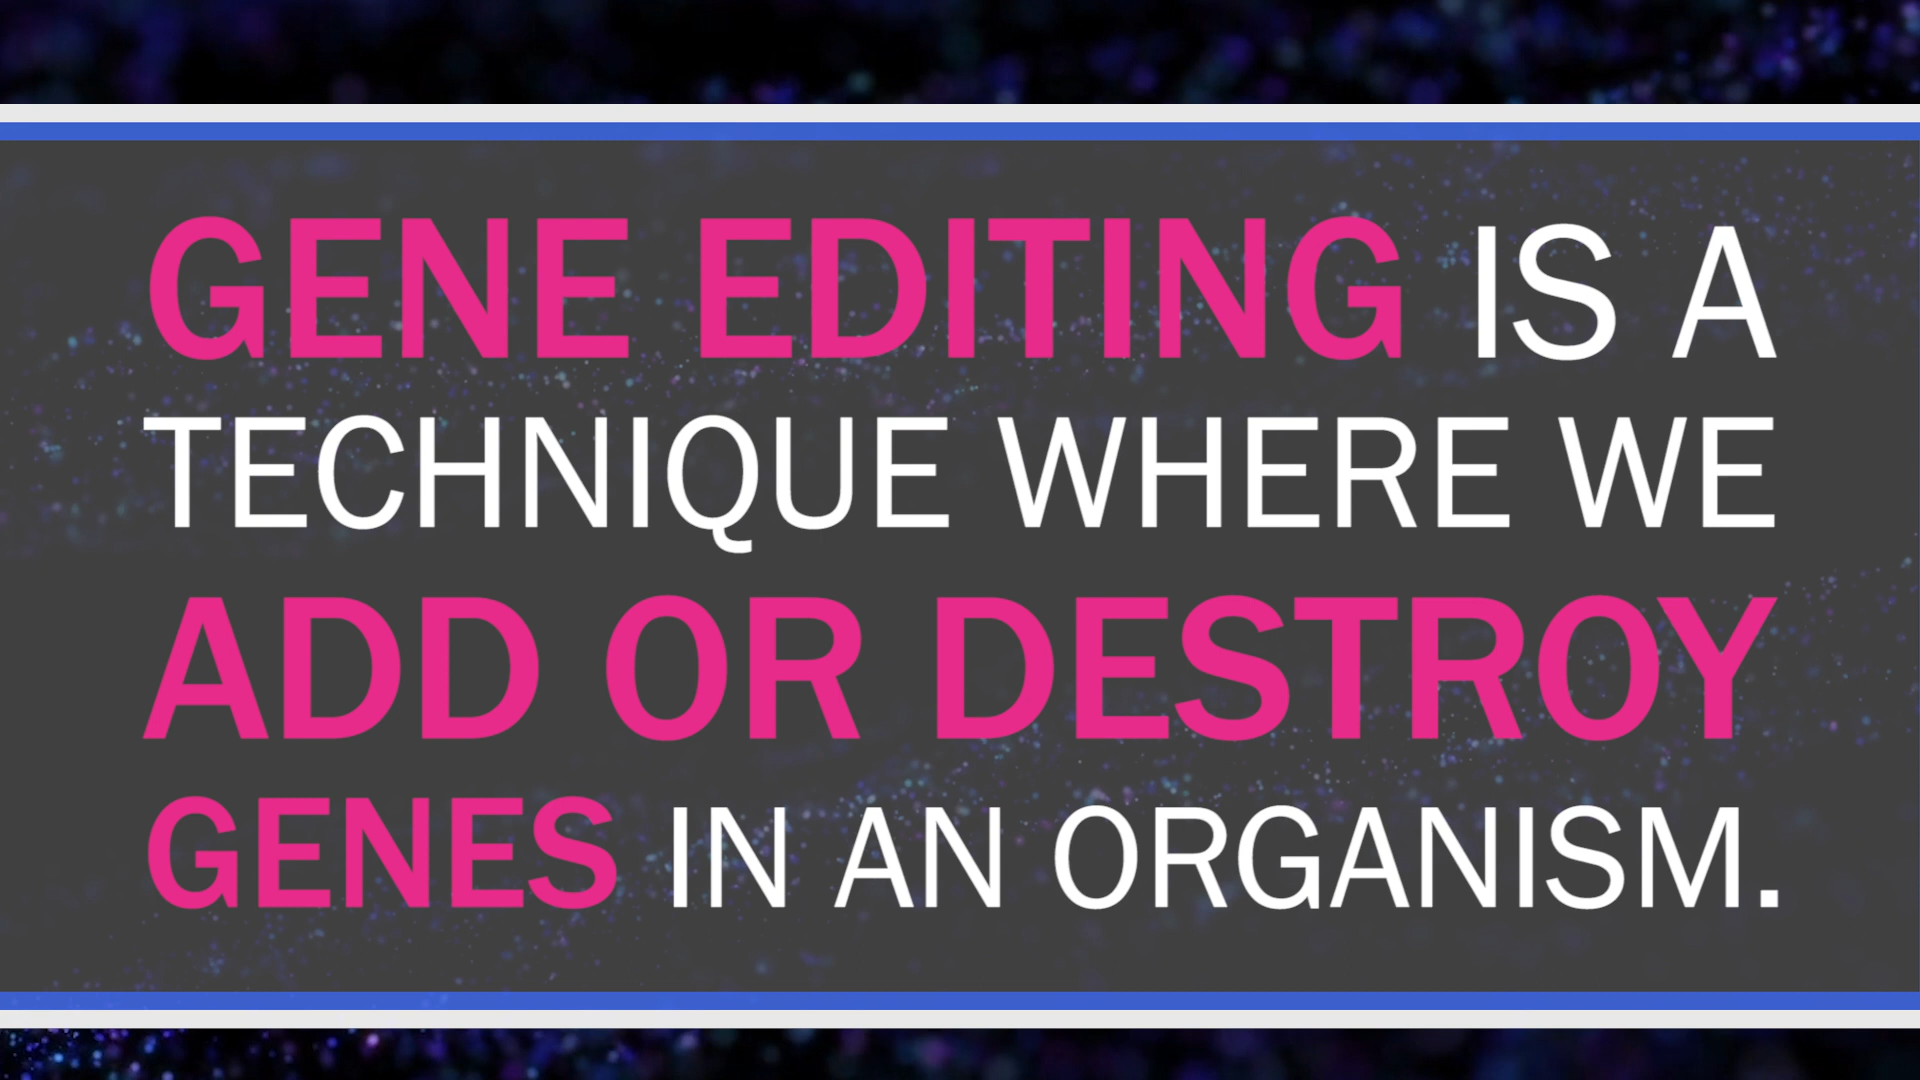 GENE EDITING IS A
TECHNIQUE WHERE WE
ADD OR DESTROY
GENES IN AN ORGANISM.